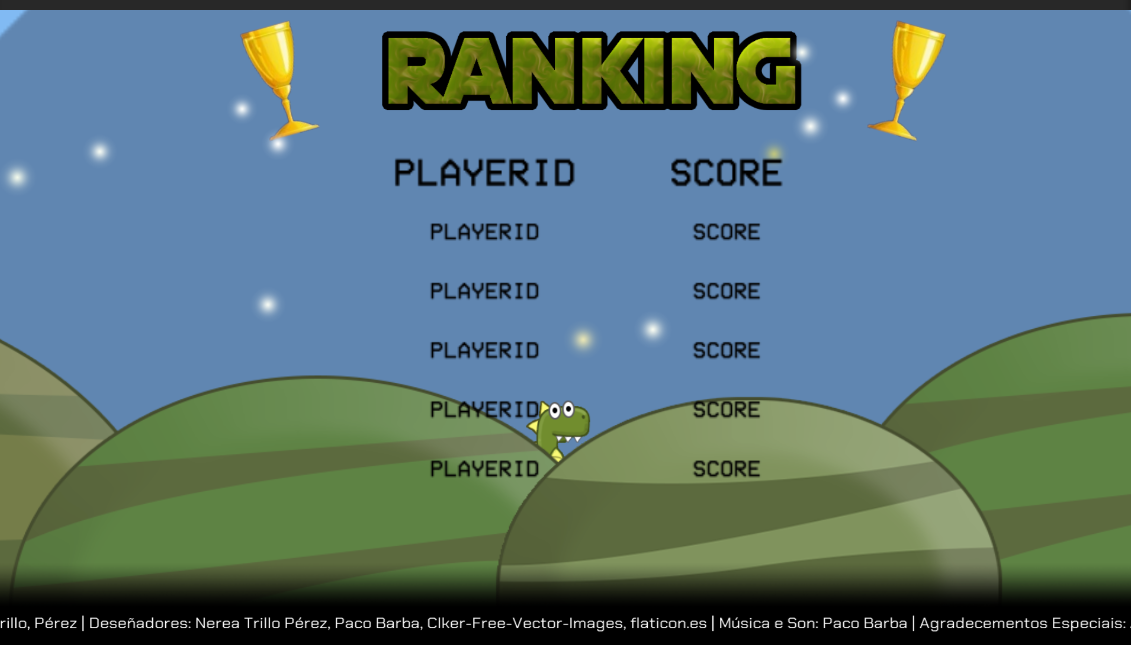 RANKING
PLAYERID SCORE
PLAYERID SCORE
PLAYERID SCORE
PLAYERID SCORE
PLAYERID SCORE
PLAYERID SCORE
rillo, Pérez | Deseñadores: Nerea Trillo Pérez, Paco Barba, Clker-Free-Vector-Images, flaticon.es | Música e Son: Paco Barba | Agradecementos Especiais: